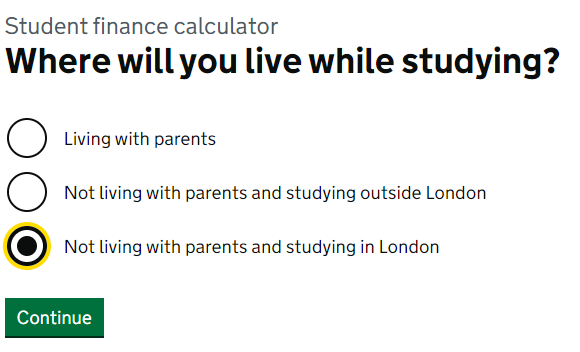 Student finance calculator
Where will you live while studying?
Living with parents
Not living with parents and studying outside London
Not living with parents and studying in London
Continue